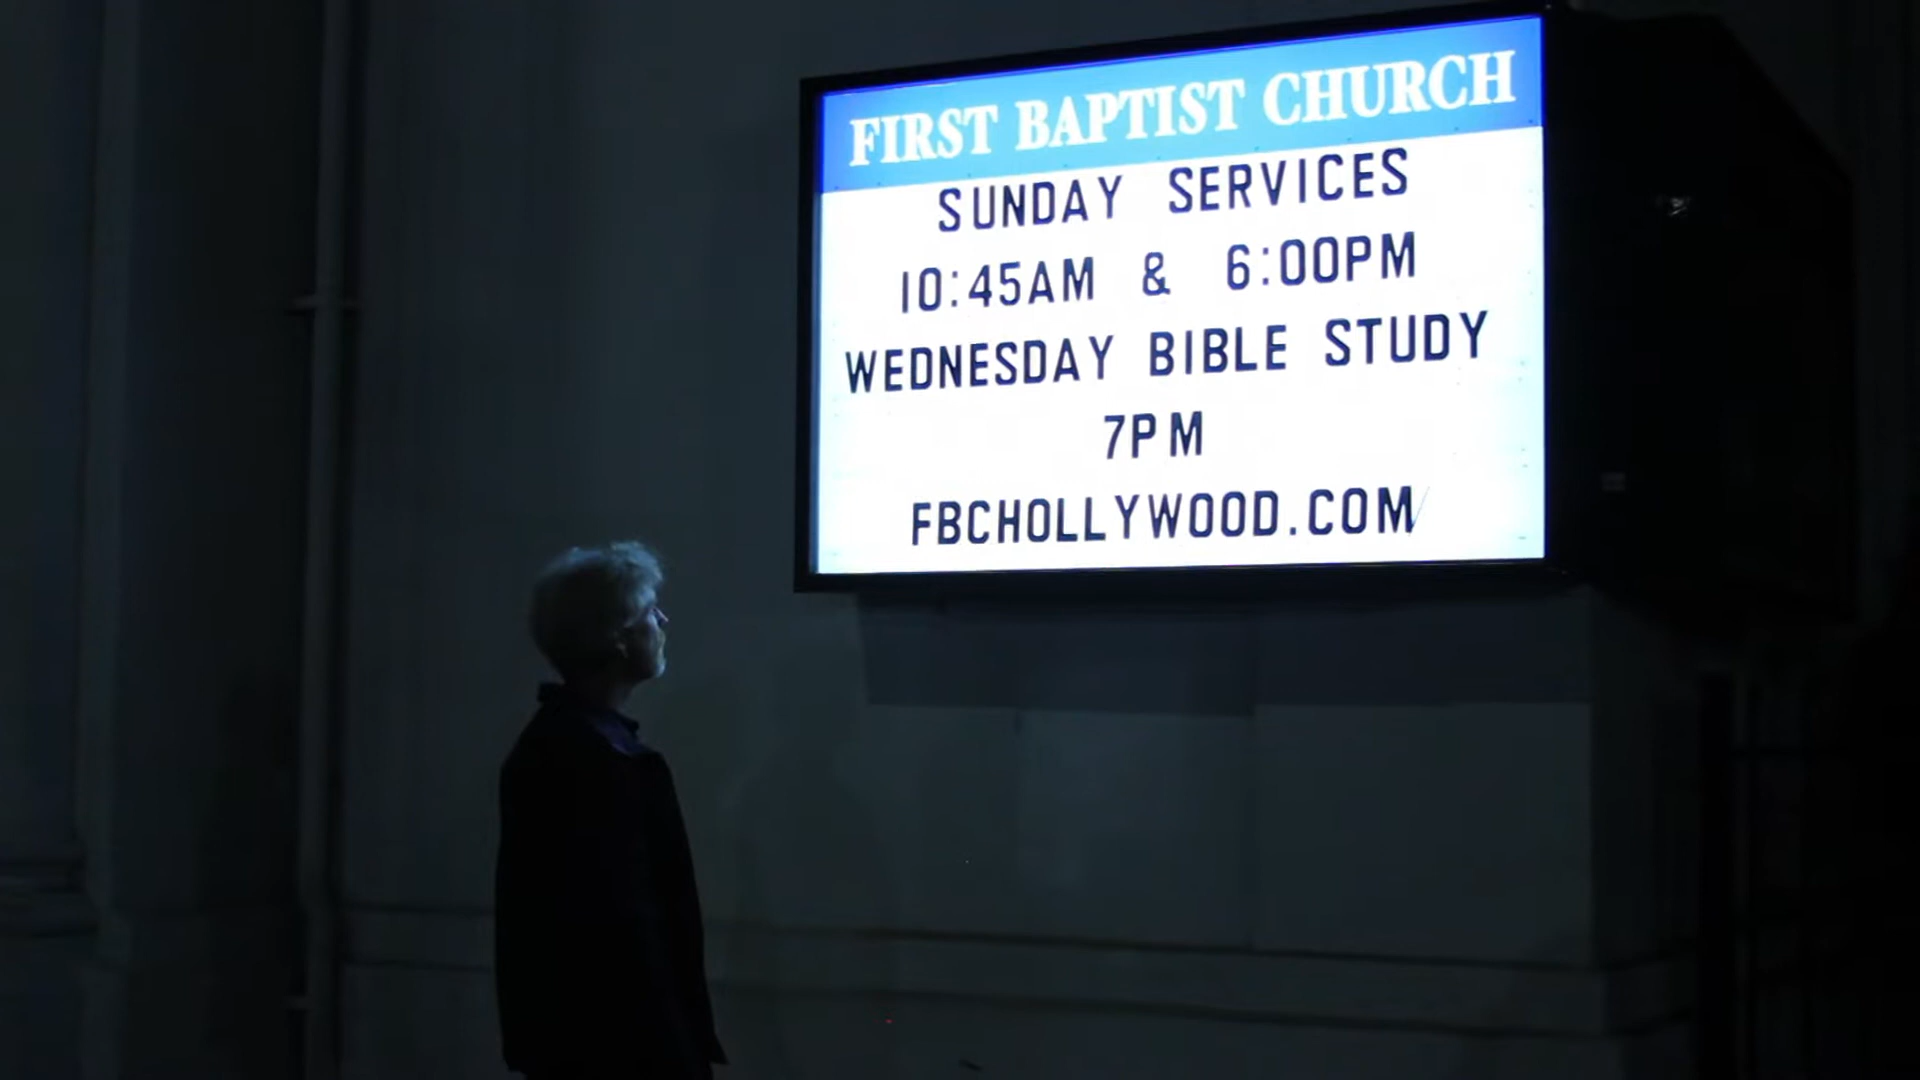 FIRST BAPTIST CHURCH
SUNDAY SERVICES
10:45AM & 6:00PM
WEDNESDAY BIBLE STUDY
7PM
FBCHOLLYWOOD.COM